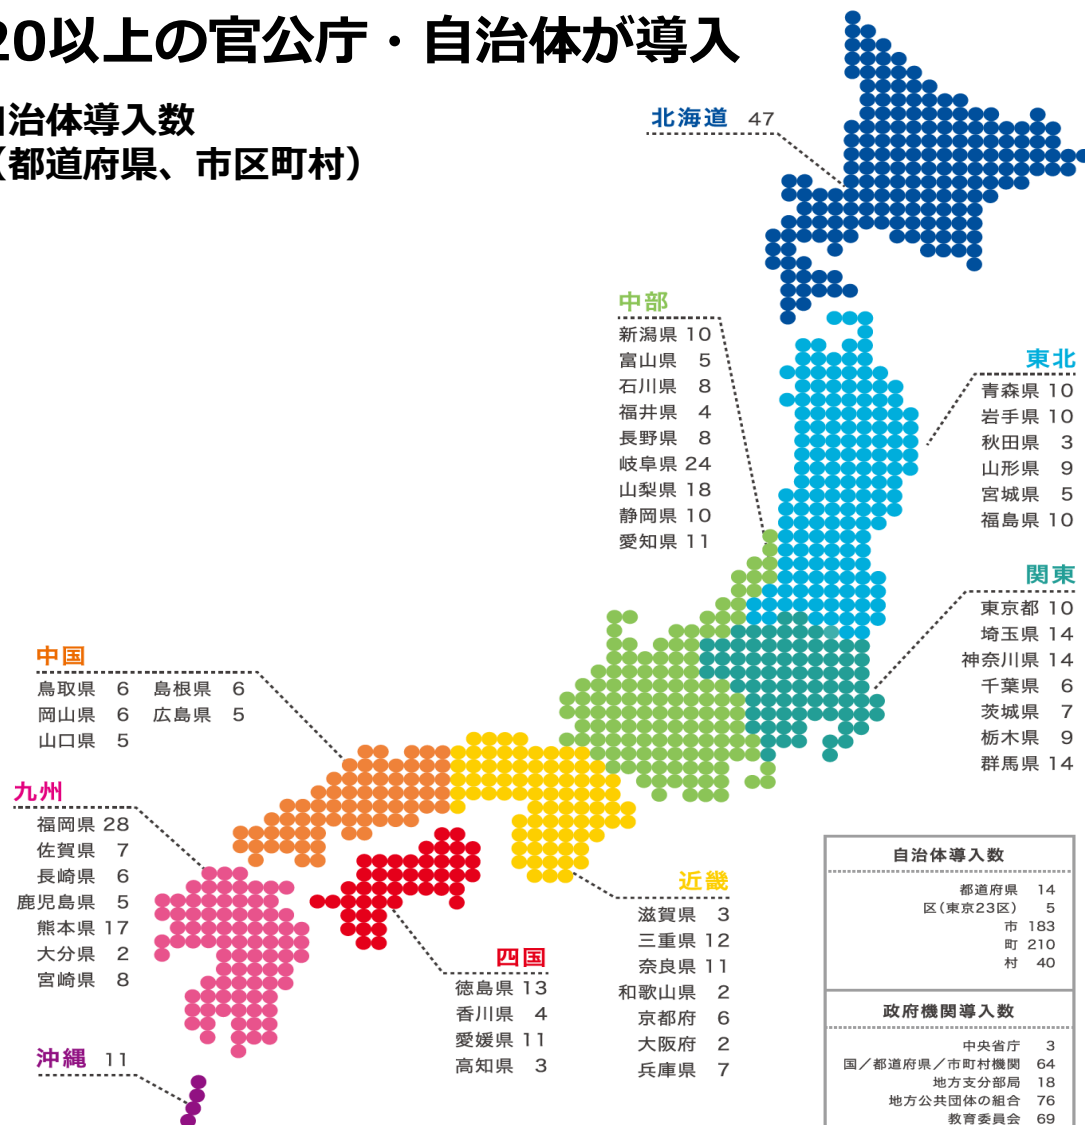 20以上の官公庁・自治体が導入
治体導入数
（都道府県、市区町村）
北海道 47
中部
新潟県 10
富山県 5
石川県 8
福井県 4
長野県 8
岐阜県 24
山梨県 18
静岡県 10
愛知県 11
東北
青森県 10
岩手県 10
秋田県 3
山形県 9
宮城県 5
福島県 10
関東
東京都 10
埼玉県 14
神奈川県 14
千葉県 6
茨城県 7
栃木県 9
群馬県 14
中国
鳥取県 6 島根県 6
岡山県 6 広島県 5
山口県 5
九州
福岡県 28
佐賀県 7
長崎県 6
鹿児島県 5
熊本県 17
大分県 2
宮崎県 8
沖縄 11
四国
徳島県 13
香川県 4
愛媛県 11
高知県 3
近畿
滋賀県 3
三重県 12
奈良県 11
和歌山県 2
京都府 6
大阪府 2
兵庫県 7
自治体導入数
都道府県 14
区（東京23区） 5
市 183
町 210
村 40
政府機関導入数
中央省庁 3
国／都道府県／市町村機関 64
地方支分部局 18
地方公共団体の組合 76
教育委員会 69